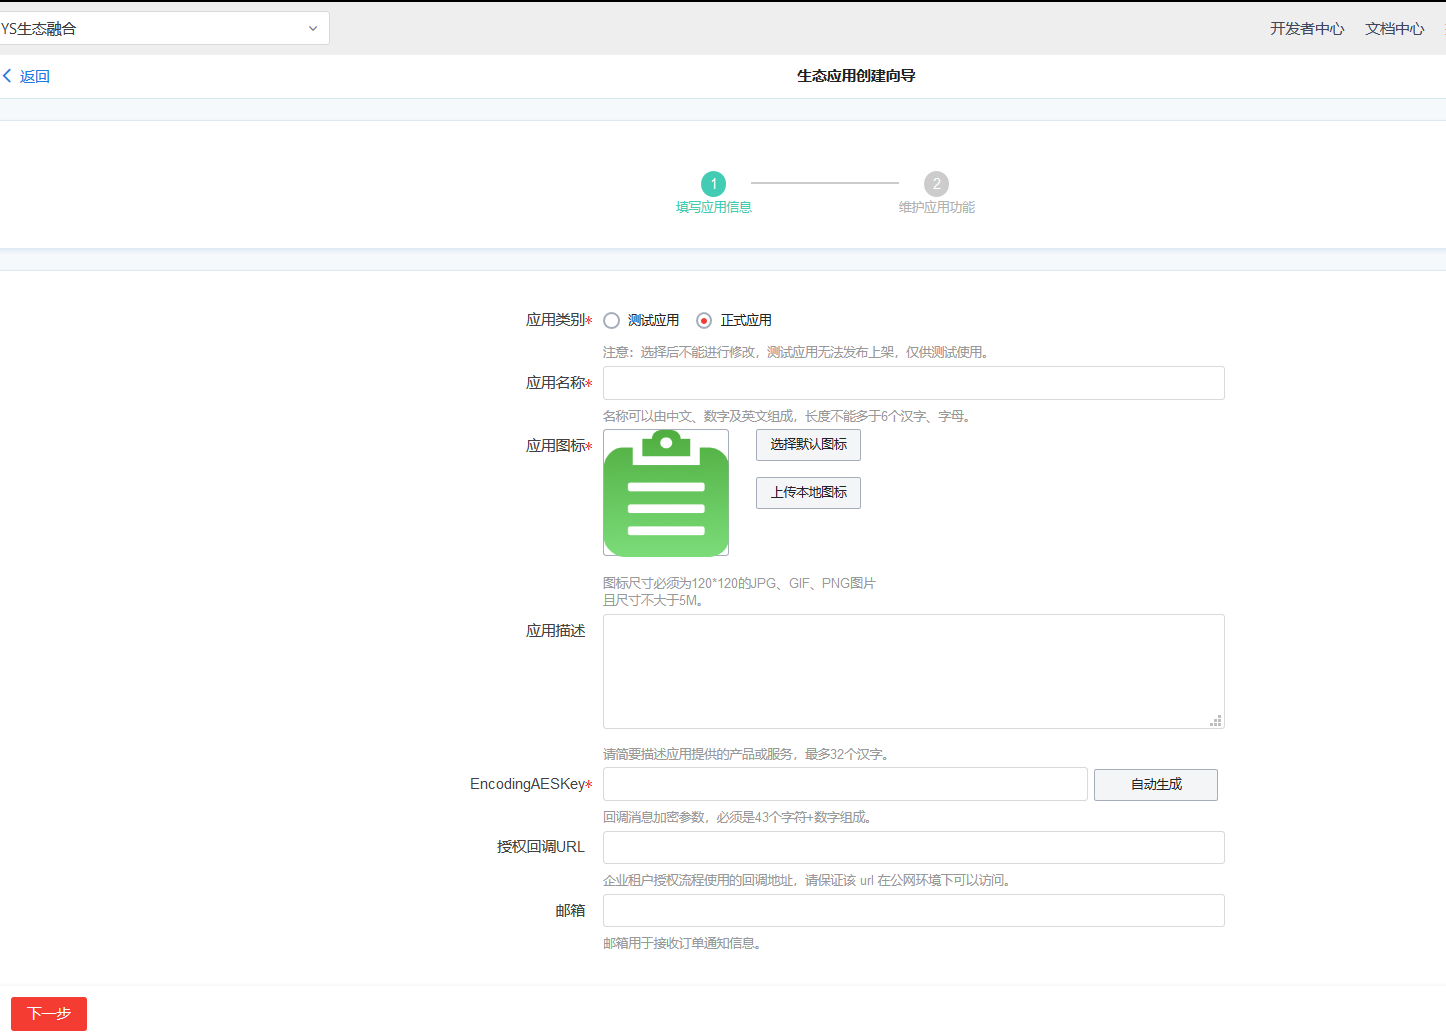 YS生态融合
开发者中心 文档中心
返回 生态应用创建向导
1 2
填写应用信息 维护应用功能
应用类别* 测试应用 正式应用
注意：选择后不能进行修改，测试应用无法发布上架，仅供测试使用。
应用名称*
名称可以由中文、数字及英文组成，长度不能多于6个汉字、字母。
应用图标* 选择默认图标
上传本地图标
图标尺寸必须为120*120的JPG、GIF、PNG图片
且尺寸不大于5M。
应用描述
请简要描述应用提供的产品或服务，最多32个汉字。
EncodingAESKey* 自动生成
回调消息加密参数，必须是43个字符+数字组成。
授权回调URL
企业租户授权流程使用的回调地址，请保证该 url 在公网环境下可以访问。
邮箱
邮箱用于接收订单通知信息。
下一步